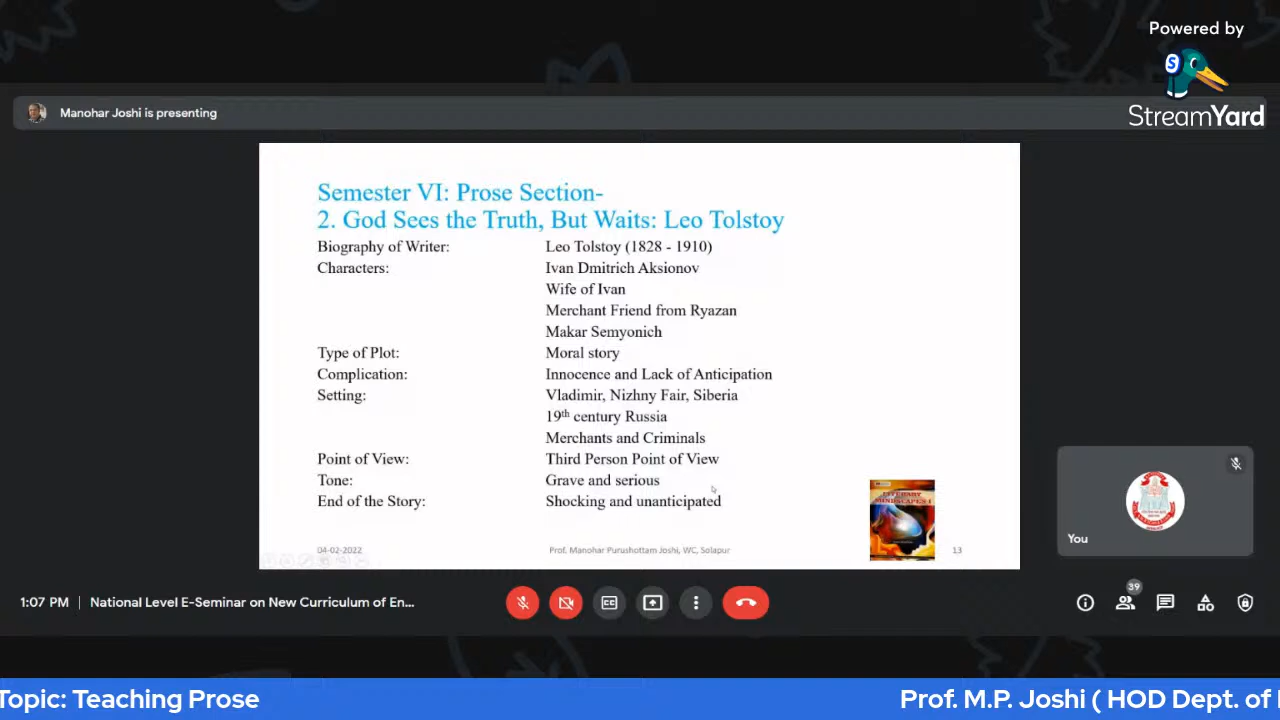 Powered by
StreamYard
Manohar Joshi is presenting
Semester VI: Prose Section-
2. God Sees the Truth, But Waits: Leo Tolstoy
Biography of Writer: Leo Tolstoy (1828 - 1910)
Characters: Ivan Dmitrich Aksionov
Wife of Ivan
Merchant Friend from Ryazan
Makar Semyonich
Type of Plot: Moral story
Complication: Innocence and Lack of Anticipation
Setting: Vladimir, Nizhny Fair, Siberia
19th century Russia
Merchants and Criminals
Point of View: Third Person Point of View
Tone: Grave and serious
End of the Story: Shocking and unanticipated
LITERARY
MINDSCAPES-I
04-02-2022 Prof. Manohar Purushottam Joshi, WC, Solapur 13
You
1:07 PM | National Level E-Seminar on New Curriculum of En...
39
Topic: Teaching Prose Prof. M.P. Joshi ( HOD Dept. of